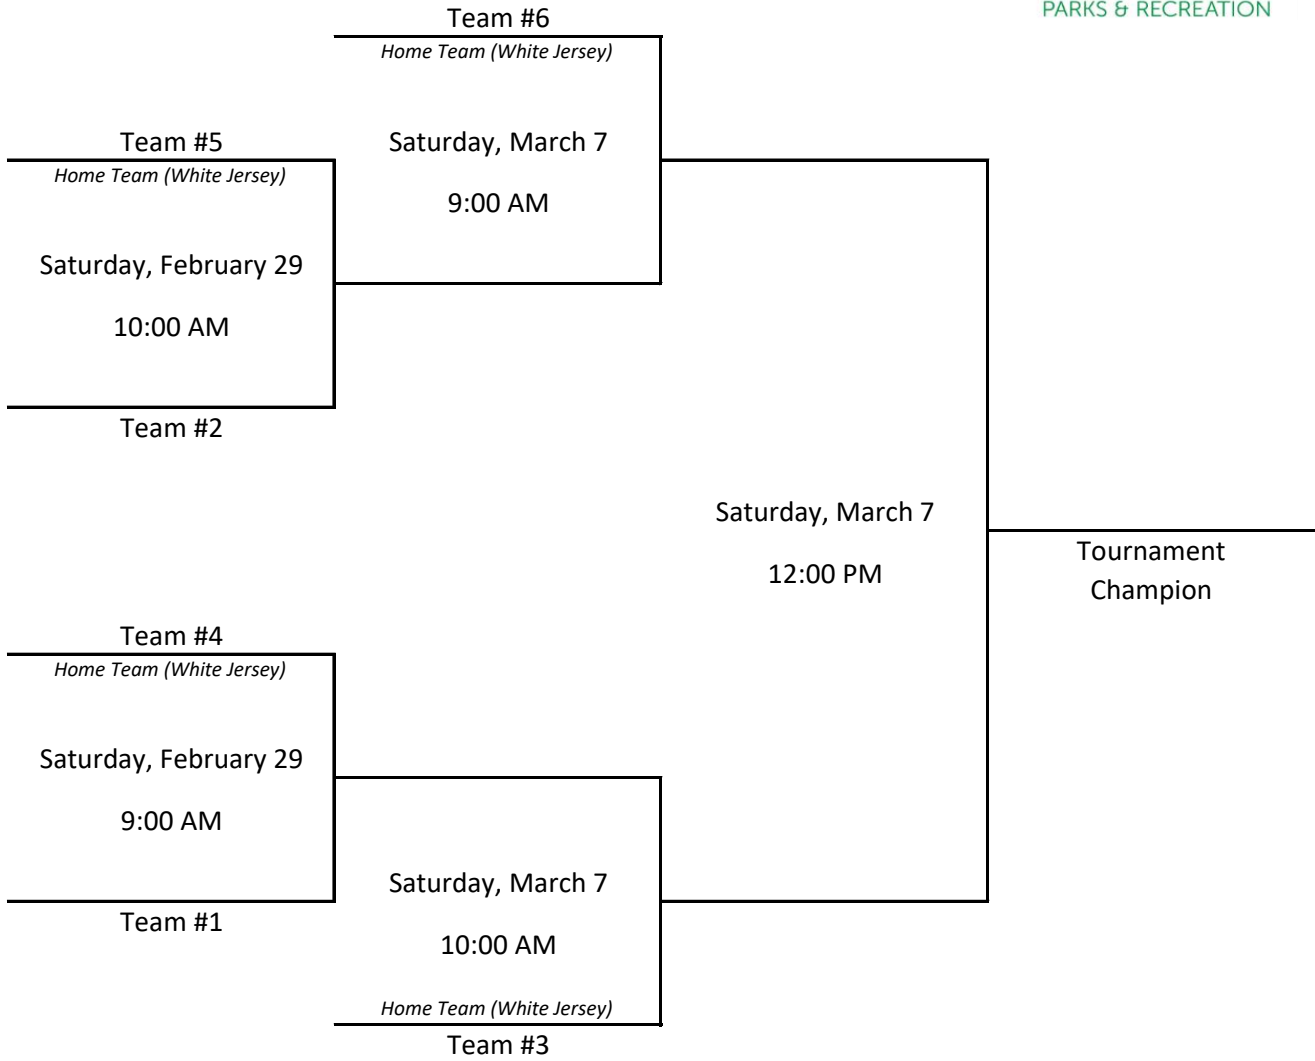 PARKS & RECREATION
Team #6
Home Team (White Jersey)
Team #5
Home Team (White Jersey)
Saturday, March 7
9:00 AM
Saturday, February 29
10:00 AM
Team #2
Saturday, March 7
12:00 PM
Tournament
Champion
Team #4
Home Team (White Jersey)
Saturday, February 29
9:00 AM
Team #1
Saturday, March 7
10:00 AM
Home Team (White Jersey)
Team #3